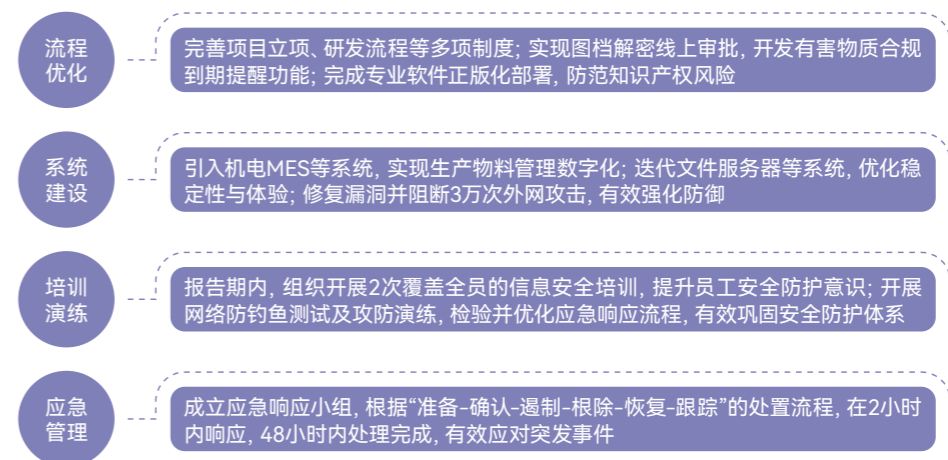 流程
优化
完善项目立项、研发流程等多项制度; 实现图档解密线上审批, 开发有害物质合规
到期提醒功能; 完成专业软件正版化部署, 防范知识产权风险
系统
建设
引入机电MES等系统, 实现生产物料管理数字化; 迭代文件服务器等系统, 优化稳
定性与体验; 修复漏洞并阻断3万次外网攻击, 有效强化防御
培训
演练
报告期内, 组织开展2次覆盖全员的信息安全培训, 提升员工安全防护意识; 开展
网络防钓鱼测试及攻防演练, 检验并优化应急响应流程, 有效巩固安全防护体系
应急
管理
成立应急响应小组, 根据“准备-确认-遏制-根除-恢复-跟踪”的处置流程, 在2小时
内响应, 48小时内处理完成, 有效应对突发事件